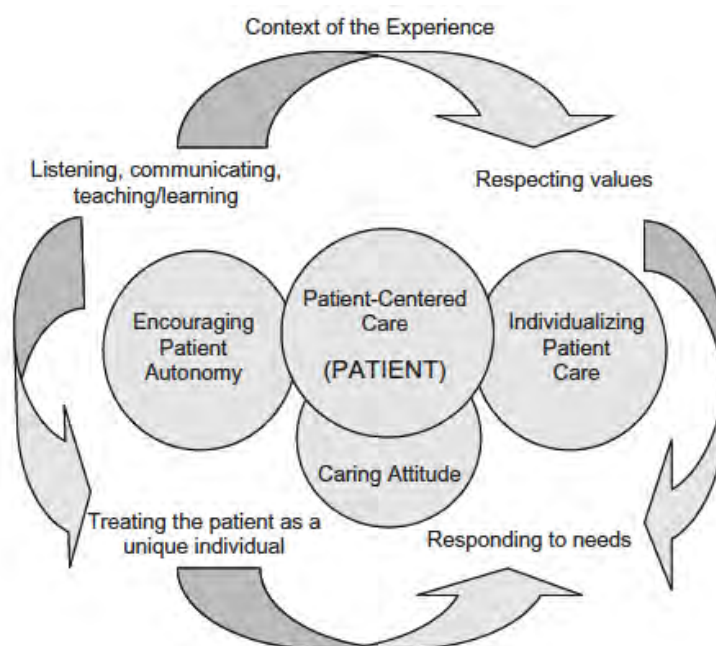 Context of the Experience
Listening, communicating,
teaching/learning
Respecting values
Encouraging
Patient
Autonomy
Patient-Centered
Care
(PATIENT)
Individualizing
Patient
Care
Caring Attitude
Treating the patient as a
unique individual
Responding to needs